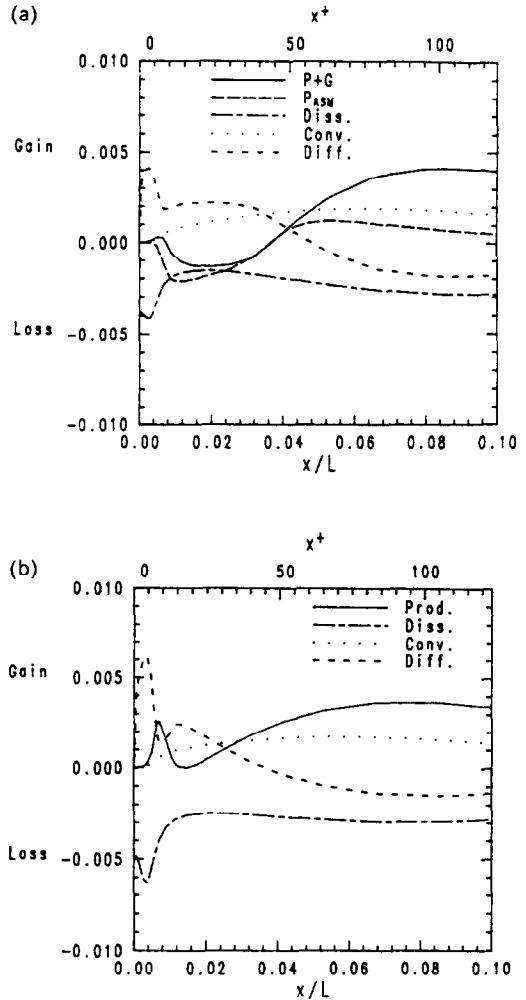 (a)
x+
0 50 100
0.010
0.005
0.000
-0.005
-0.010
Gain
Loss
P+G
PASM
Diss.
Conv.
Diff.
0.00 0.02 0.04 0.06 0.08 0.10
x/L
(b)
x+
0 50 100
0.010
0.005
0.000
-0.005
-0.010
Gain
Loss
Prod.
Diss.
Conv.
Diff.
0.00 0.02 0.04 0.06 0.08 0.10
x/L